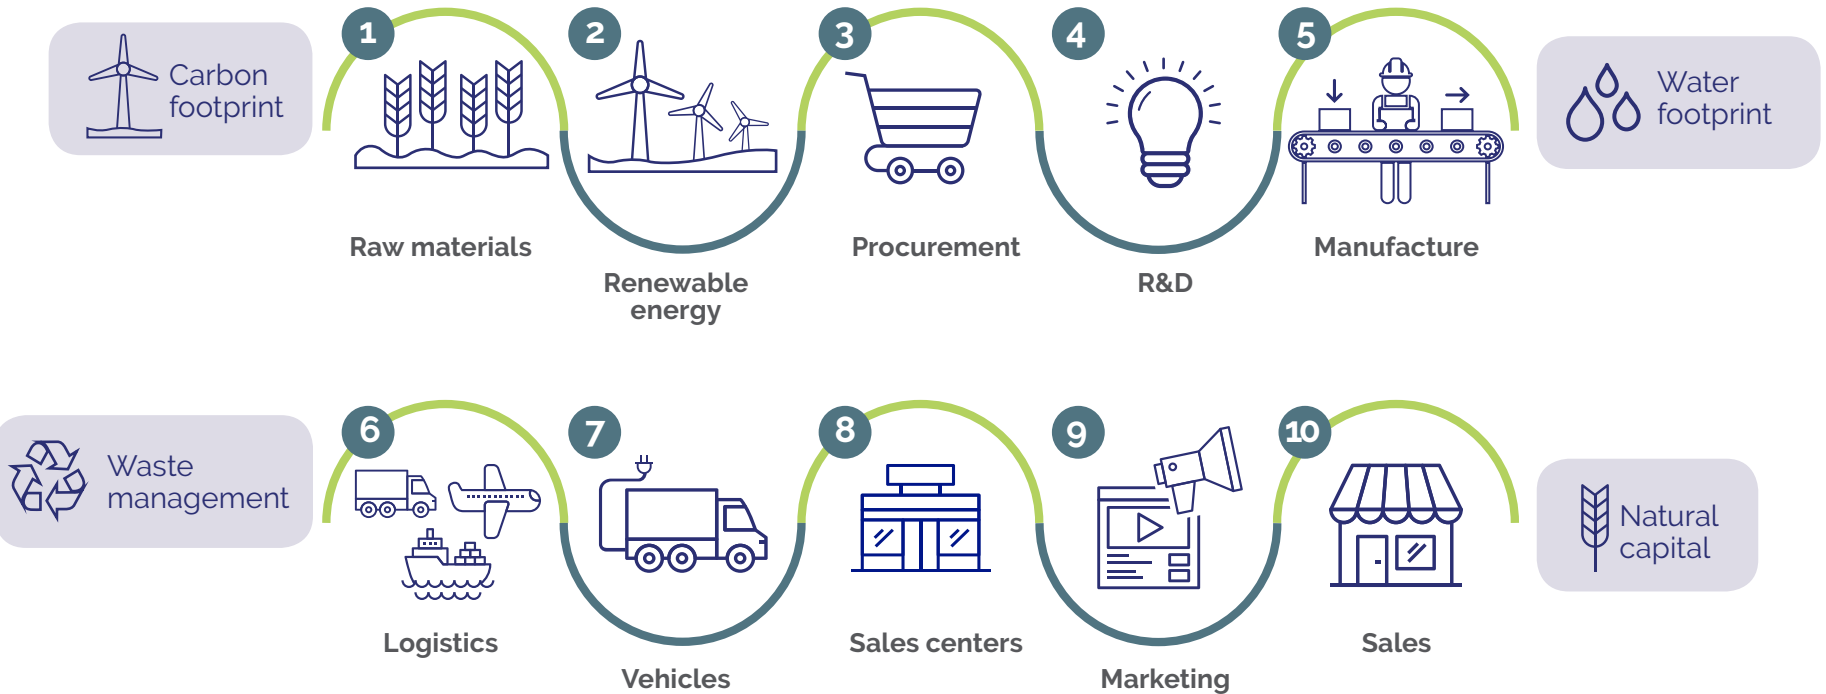 Carbon
footprint
1
2
3
4
5
Water
footprint
Raw materials
Renewable
energy
Procurement
R&D
Manufacture
Waste
management
6
7
8
9
10
Natural
capital
Logistics
Vehicles
Sales centers
Marketing
Sales